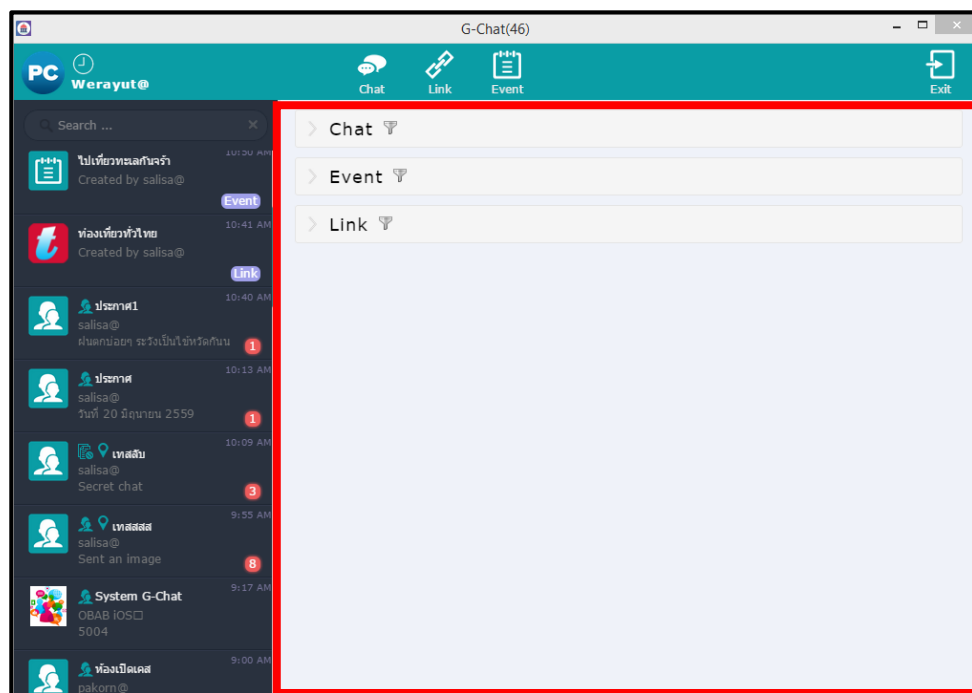 G-Chat(46)
PC
Werayut@
Chat
Link
Event
Exit
Search ...
ไปเที่ยวทะเลกันจร้า
10:50 AM
Created by salisa@
Event
ท่องเที่ยวทั่วไทย
10:41 AM
Created by salisa@
Link
ประกาศ1
10:40 AM
salisa@
ฝนตกบ่อยๆ ระวังเป็นไข้หวัดกันน
1
ประกาศ
10:13 AM
salisa@
วันที่ 20 มิถุนายน 2559
1
เทสลับ
10:09 AM
salisa@
Secret chat
3
เทสสสส
9:55 AM
salisa@
Sent an image
8
System G-Chat
9:17 AM
OBAB iOS□
5004
ห้องเปิดเคส
9:00 AM
pakorn@
Chat
Event
Link